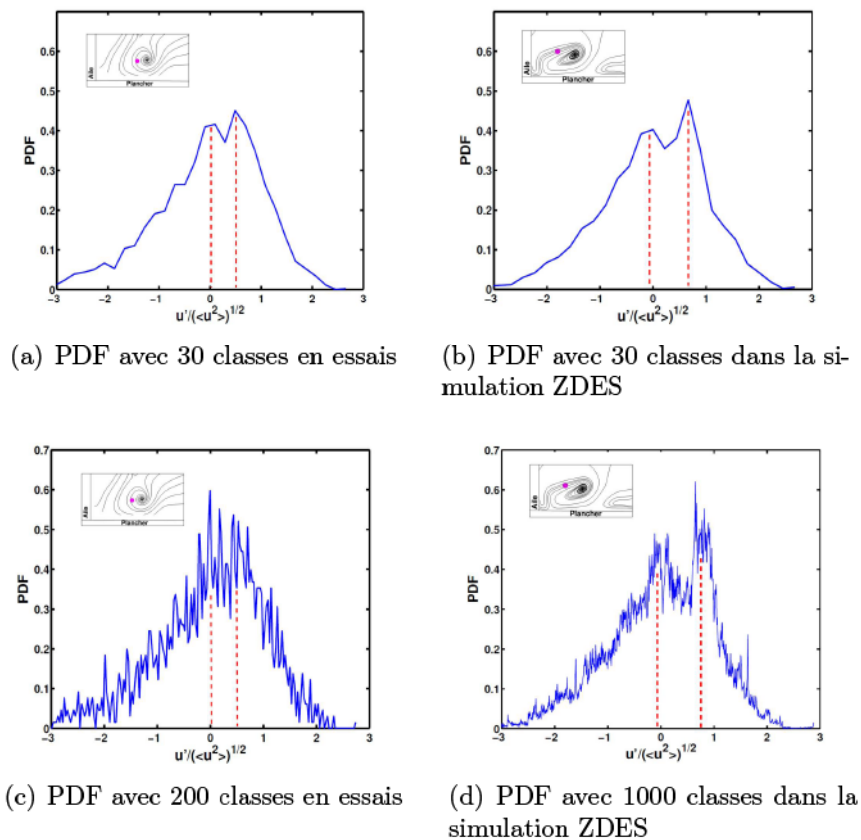 0.6
0.5
0.4
0.3
0.2
0.1
0
PDF
Aile
Plancher
-3 -2 -1 0 1 2 3
u'/(<u²>)^1/2
(a) PDF avec 30 classes en essais
0.6
0.5
0.4
0.3
0.2
0.1
0
PDF
Aile
Plancher
-3 -2 -1 0 1 2 3
u'/(<u²>)^1/2
(b) PDF avec 30 classes dans la si-
mulation ZDES
0.7
0.6
0.5
0.4
0.3
0.2
0.1
0
PDF
Aile
Plancher
-3 -2 -1 0 1 2 3
u'/(<u²>)^1/2
(c) PDF avec 200 classes en essais
0.7
0.6
0.5
0.4
0.3
0.2
0.1
0
PDF
Aile
Plancher
-3 -2 -1 0 1 2 3
u'/(<u²>)^1/2
(d) PDF avec 1000 classes dans la
simulation ZDES